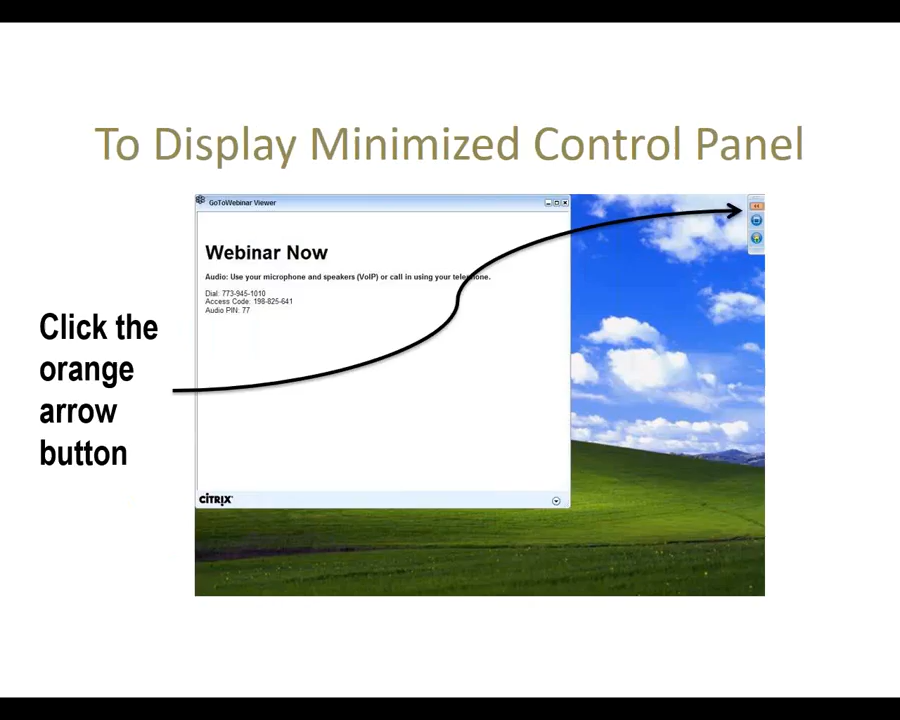 To Display Minimized Control Panel
GoToWebinar Viewer
Webinar Now
Audio: Use your microphone and speakers (VoIP) or call in using your telephone.
Dial: 773-945-1010
Access Code: 198-825-641
Audio PIN: 77
Click the
orange
arrow
button
CITRIX